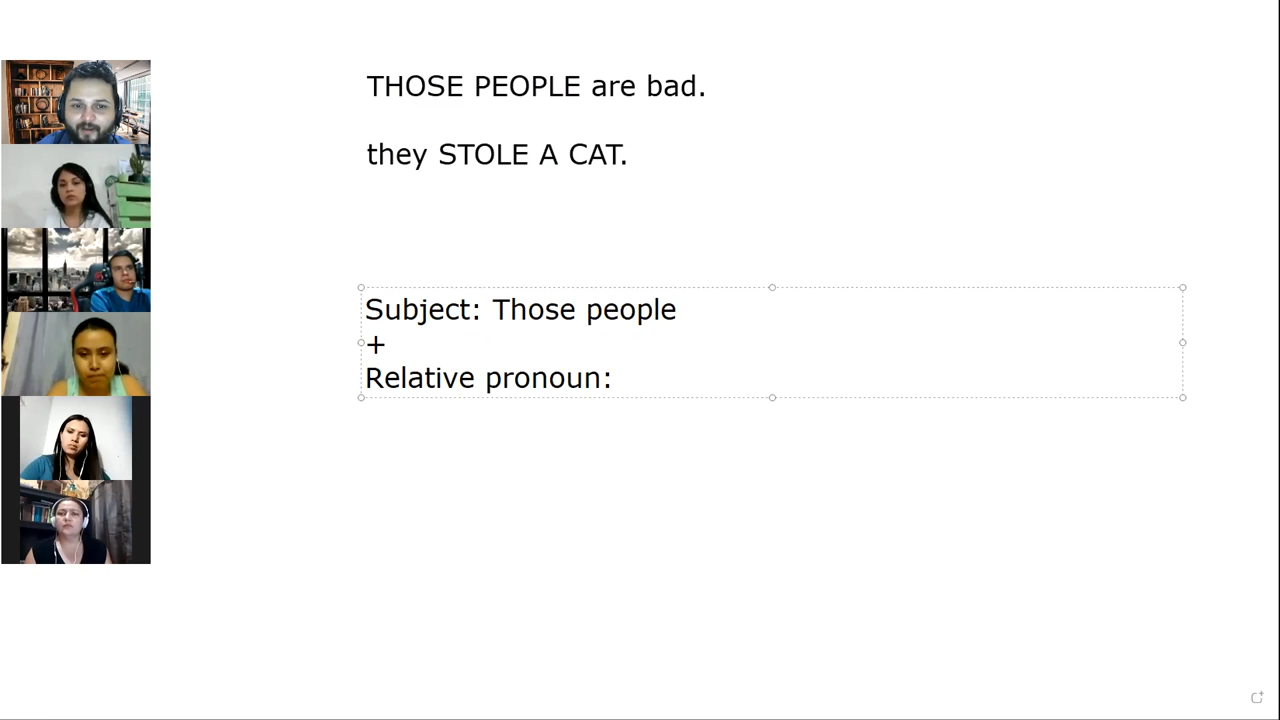 THOSE PEOPLE are bad.
they STOLE A CAT.
Subject: Those people
+
Relative pronoun: